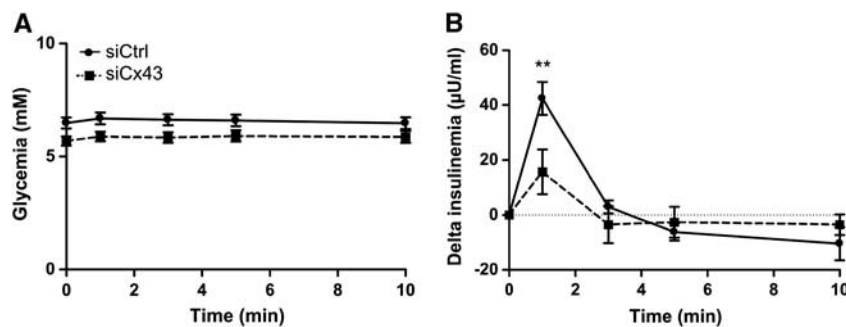 A
10
siCtrl
siCx43
Glycemia (mM)
5
0
0 2 4 6 8 10
Time (min)
B
60
**
40
Delta insulinemia (µU/ml)
20
0
-20
0 2 4 6 8 10
Time (min)